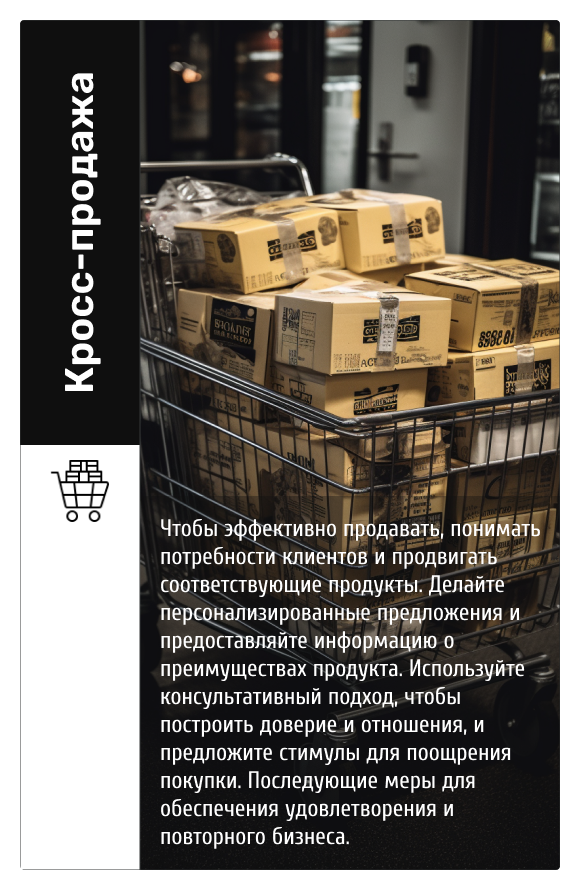 Кросс-продажа
Чтобы эффективно продавать, понимать
потребности клиентов и продвигать
соответствующие продукты. Делайте
персонализированные предложения и
предоставляйте информацию о
преимуществах продукта. Используйте
консультативный подход, чтобы
построить доверие и отношения, и
предложите стимулы для поощрения
покупки. Последующие меры для
обеспечения удовлетворения и
повторного бизнеса.